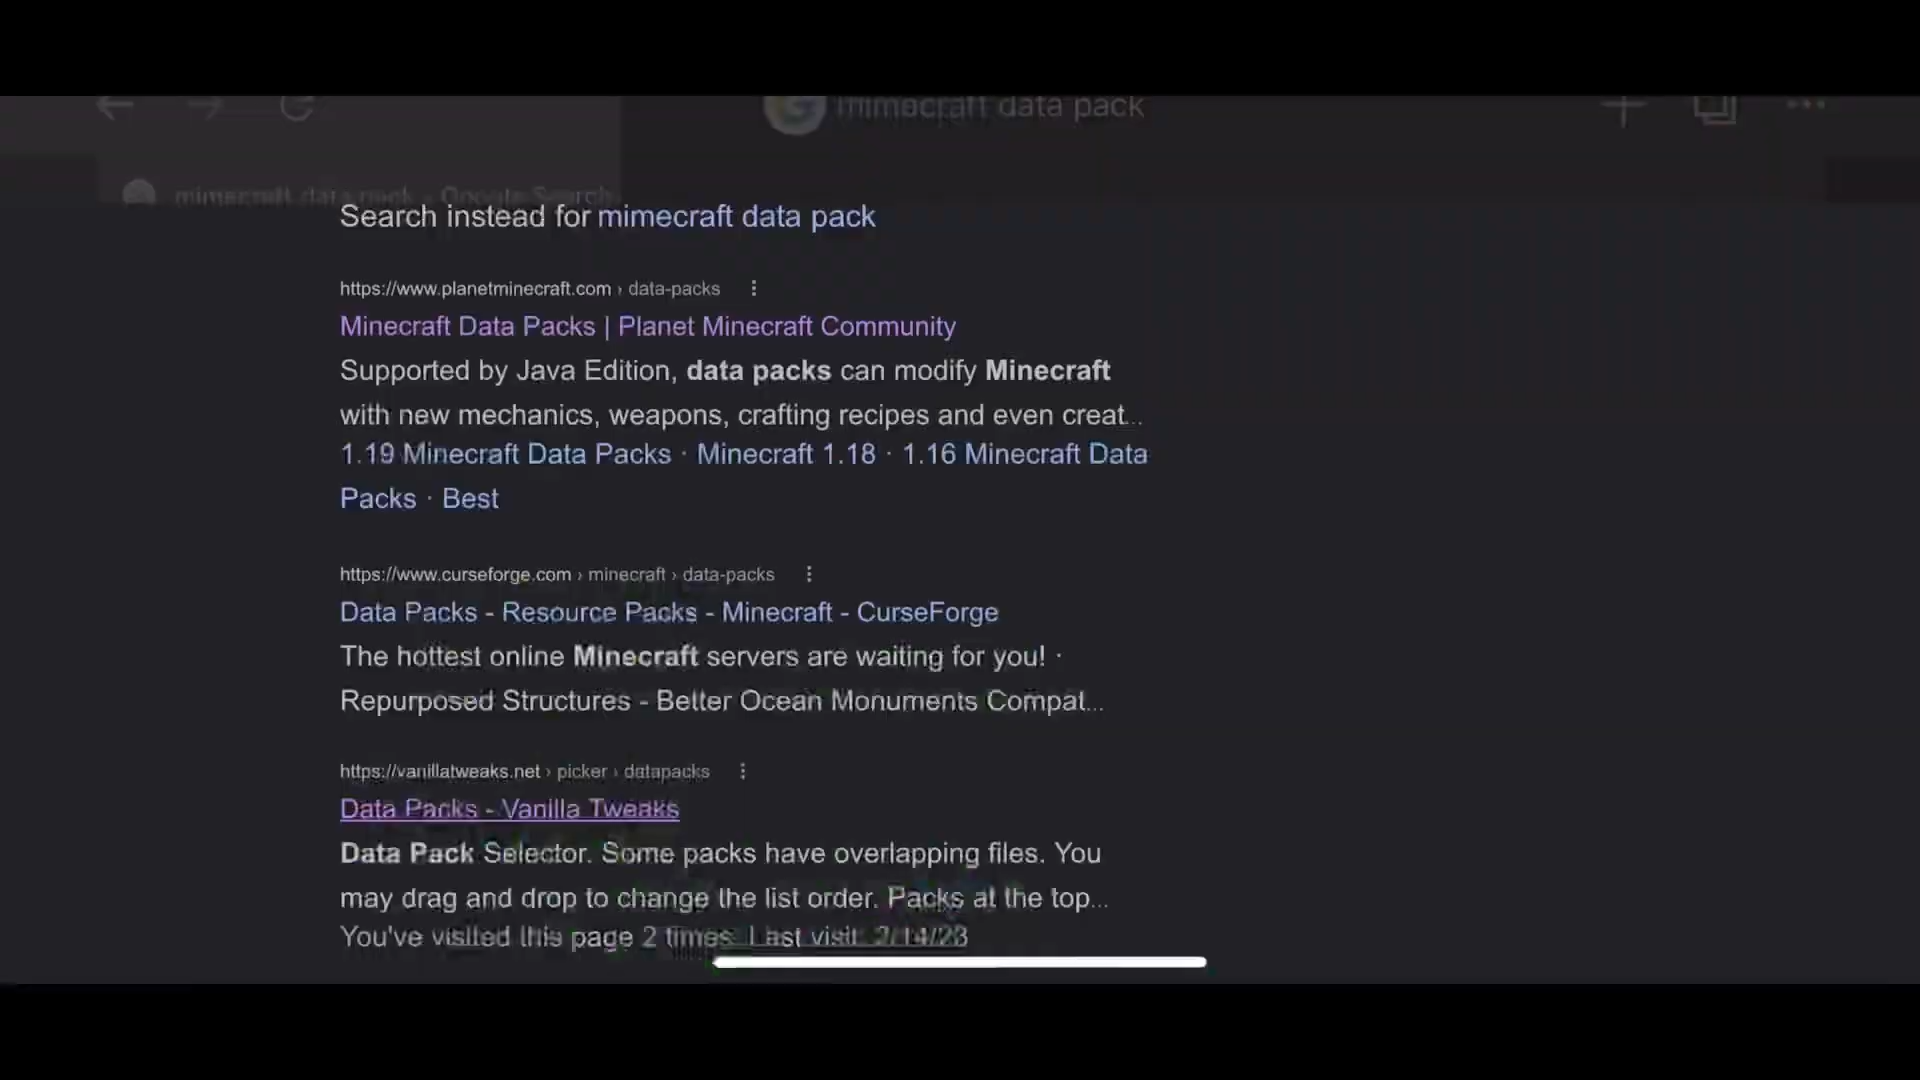 mimecraft data pack
mimecraft data pack - Google Search
Search instead for mimecraft data pack
https://www.planetminecraft.com › data-packs
Minecraft Data Packs | Planet Minecraft Community
Supported by Java Edition, data packs can modify Minecraft
with new mechanics, weapons, crafting recipes and even creat...
1.19 Minecraft Data Packs · Minecraft 1.18 · 1.16 Minecraft Data
Packs · Best
https://www.curseforge.com › minecraft › data-packs
Data Packs - Resource Packs - Minecraft - CurseForge
The hottest online Minecraft servers are waiting for you! ·
Repurposed Structures - Better Ocean Monuments Compat...
https://vanillatweaks.net › picker › datapacks
Data Packs - Vanilla Tweaks
Data Pack Selector. Some packs have overlapping files. You
may drag and drop to change the list order. Packs at the top...
You've visited this page 2 times. Last visit: 2/14/23